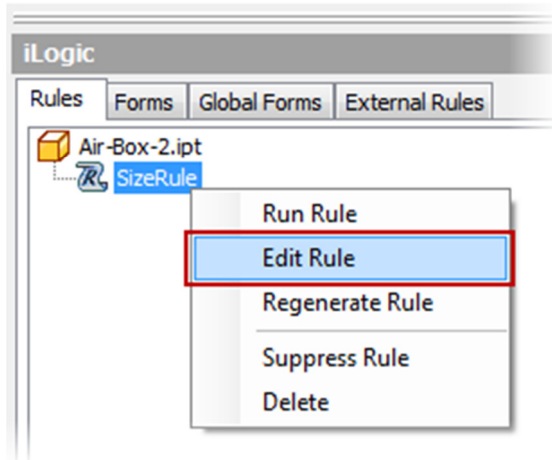 iLogic
Rules Forms Global Forms External Rules
Air-Box-2.ipt
SizeRule
Run Rule
Edit Rule
Regenerate Rule
Suppress Rule
Delete